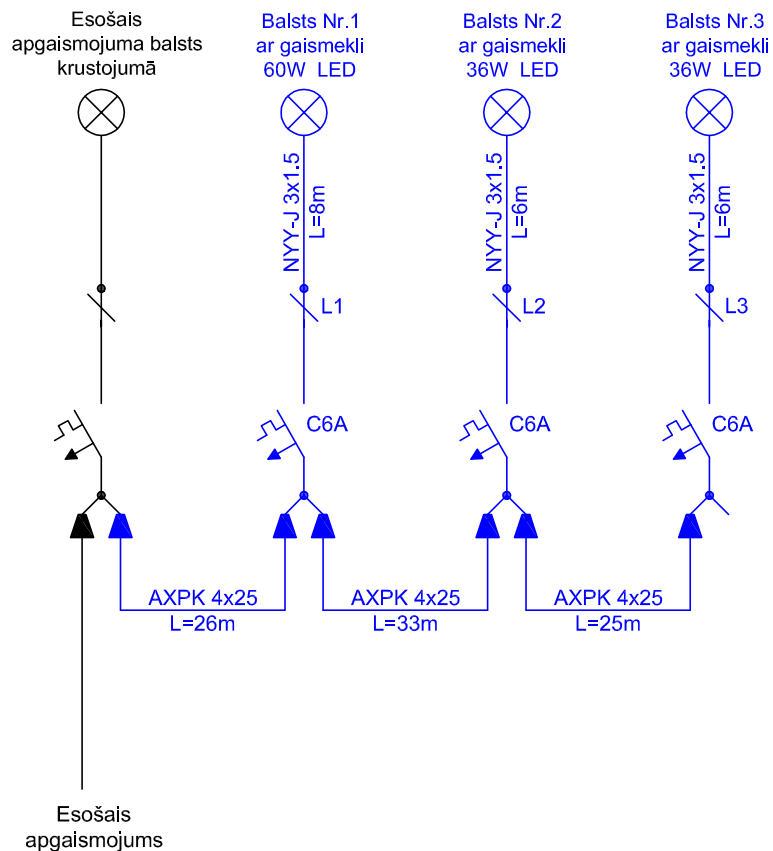 Esošais
apgaismojuma balsts
krustojumā
Balsts Nr.1
ar gaismekli
60W LED
Balsts Nr.2
ar gaismekli
36W LED
Balsts Nr.3
ar gaismekli
36W LED
NYY-J 3x1.5
L=8m
NYY-J 3x1.5
L=6m
NYY-J 3x1.5
L=6m
L1
L2
L3
C6A
C6A
C6A
AXPK 4x25
L=26m
AXPK 4x25
L=33m
AXPK 4x25
L=25m
Esošais
apgaismojums